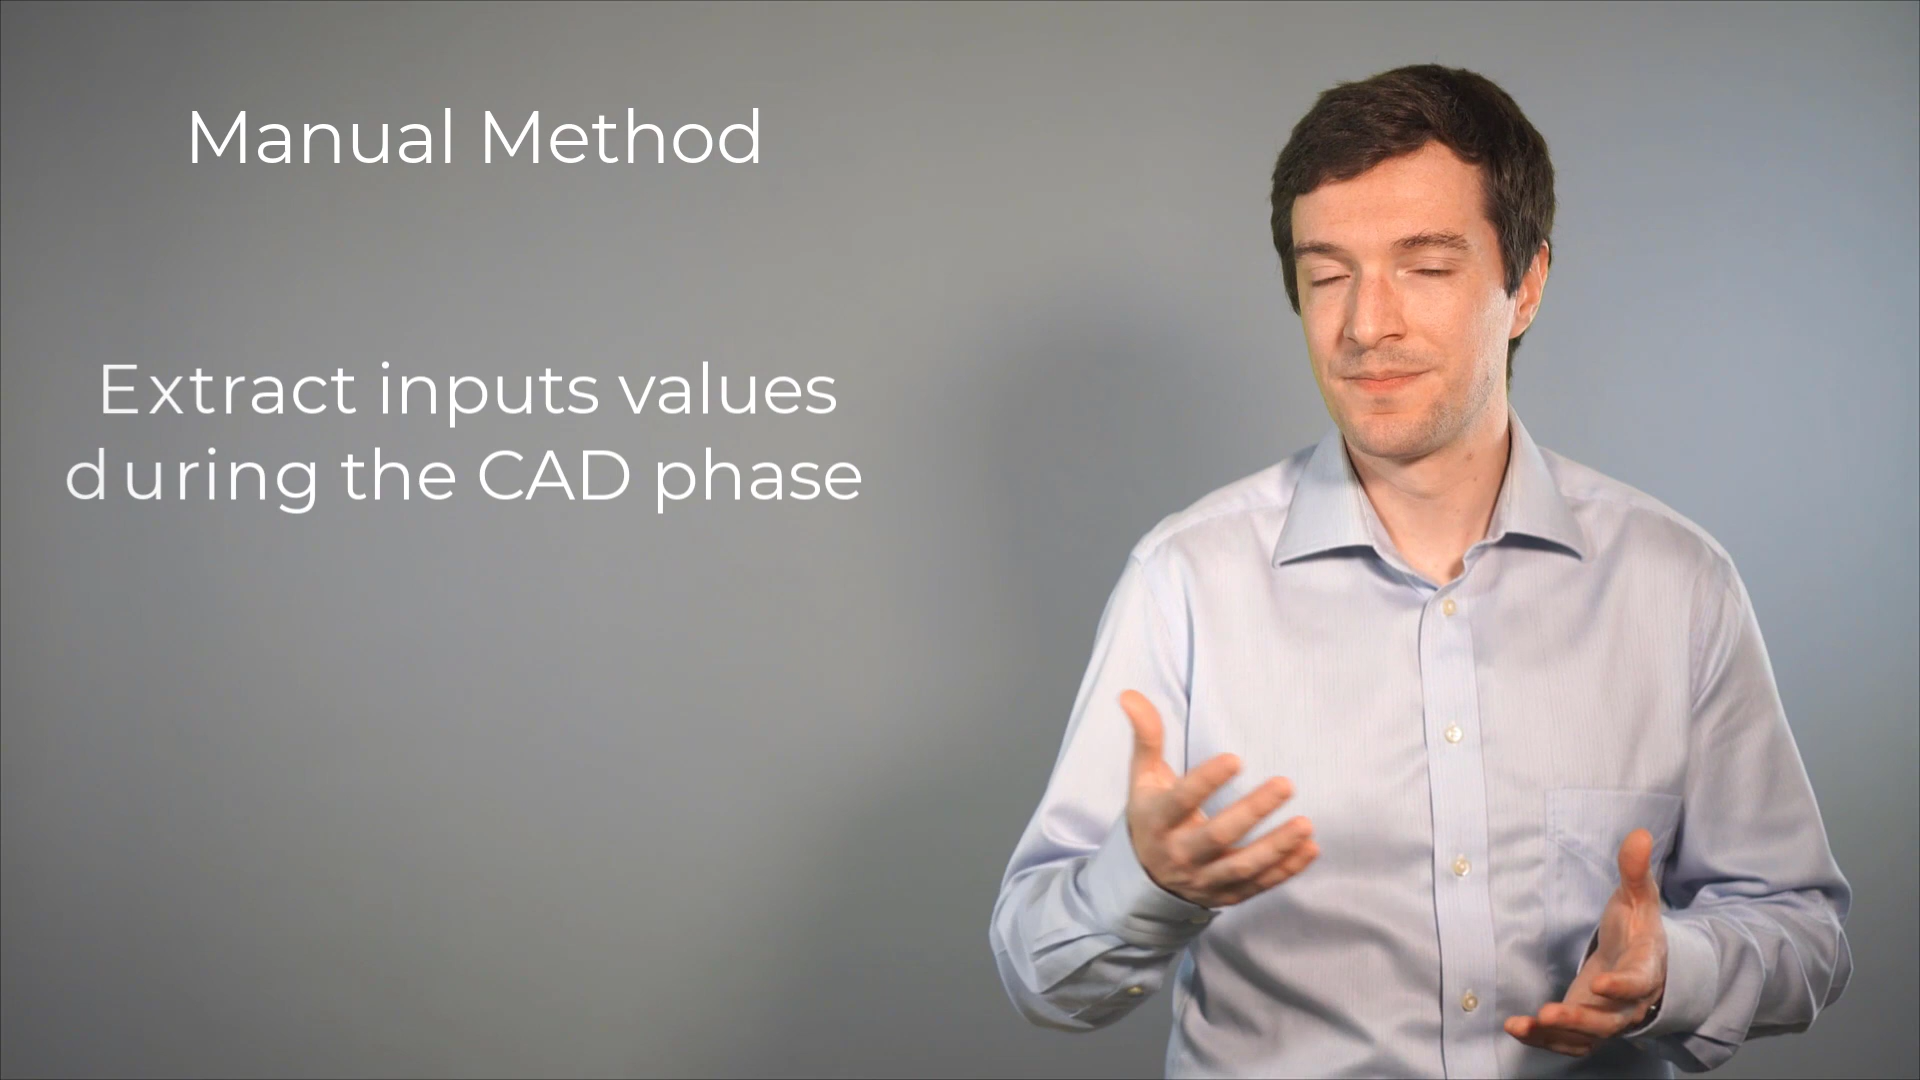 Manual Method
Extract inputs values
during the CAD phase